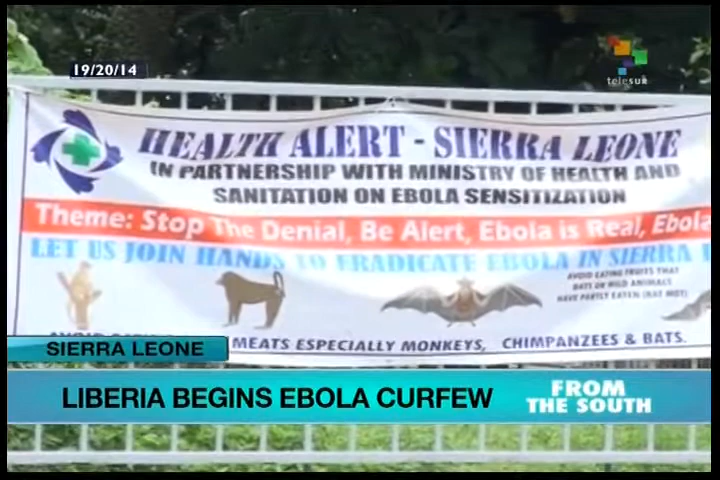 19/20/14
teleSUR
HEALTH ALERT - SIERRA LEONE
IN PARTNERSHIP WITH MINISTRY OF HEALTH AND
SANITATION ON EBOLA SENSITIZATION
Theme: Stop The Denial, Be Alert, Ebola is Real, Ebola
LET US JOIN HANDS TO ERADICATE EBOLA IN SIERRA
AVOID EATING FRUITS THAT
BATS OR WILD ANIMALS
HAVE PARTLY EATEN (BAT MOT)
MEATS ESPECIALLY MONKEYS, CHIMPANZEES & BATS.
SIERRA LEONE
LIBERIA BEGINS EBOLA CURFEW
FROM
THE SOUTH